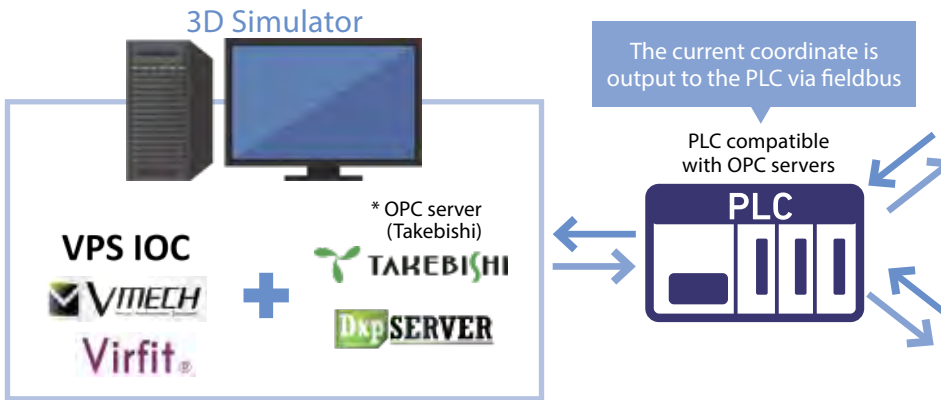 3D Simulator
The current coordinate is
output to the PLC via fieldbus
PLC compatible
with OPC servers
PLC
* OPC server
(Takebishi)
VPS IOC
TAKEBISHI
VMECH
DxpSERVER
Virfit®